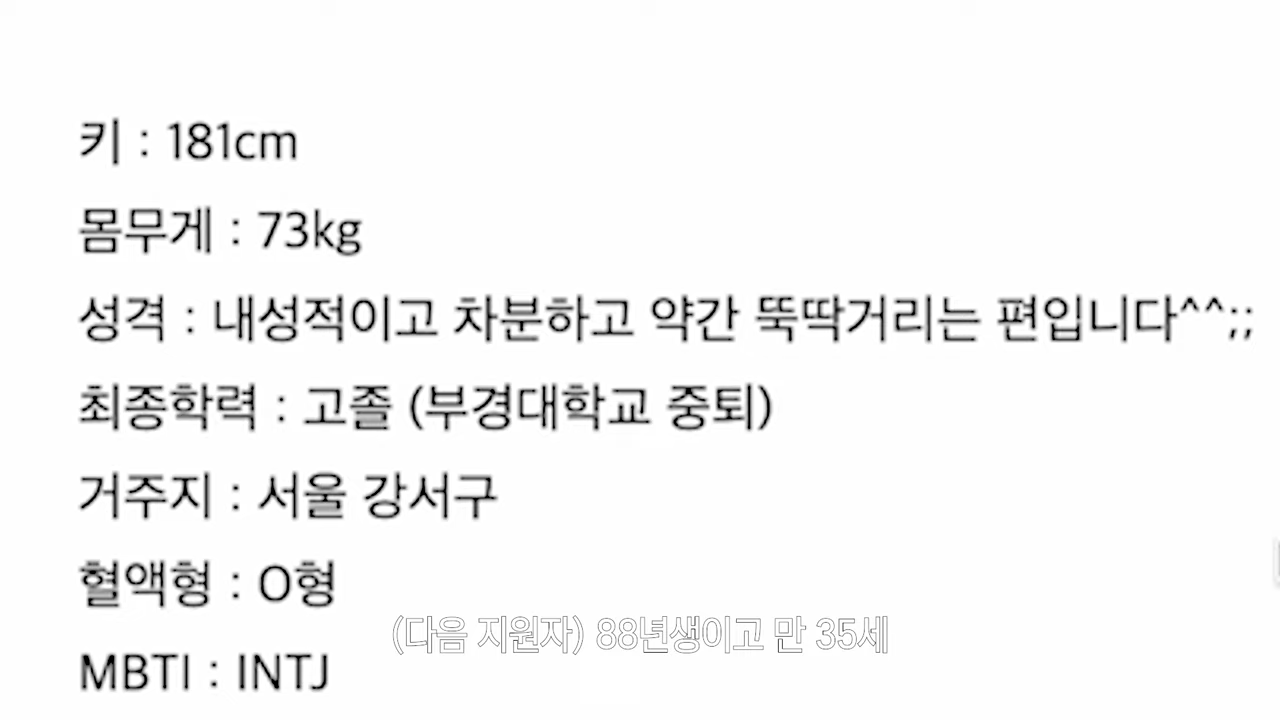 키 : 181cm
몸무게 : 73kg
성격 : 내성적이고 차분하고 약간 뚝딱거리는 편입니다^^;;
최종학력 : 고졸 (부경대학교 중퇴)
거주지 : 서울 강서구
혈액형 : O형
(다음 지원자) 88년생이고 만 35세
MBTI : INTJ